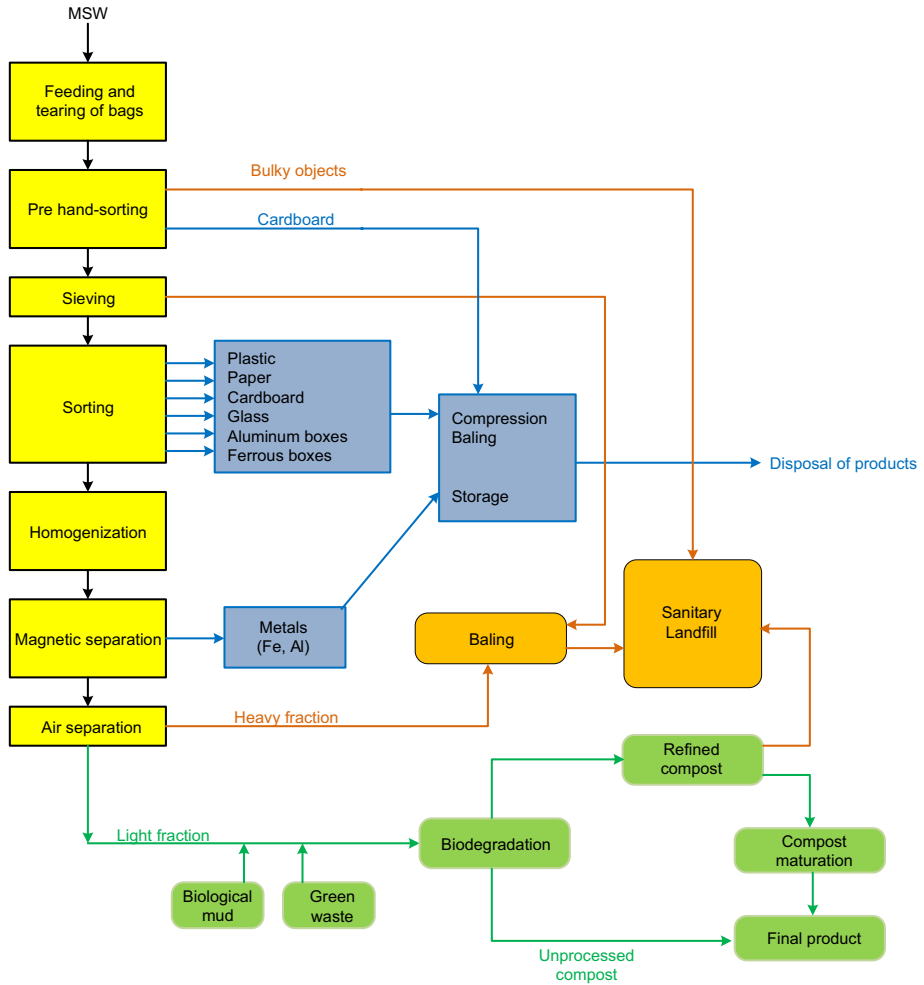 MSW
Feeding and
tearing of bags
Bulky objects
Pre hand-sorting
Cardboard
Sieving
Sorting
Plastic
Paper
Cardboard
Glass
Aluminum boxes
Ferrous boxes
Compression
Baling
Storage
Disposal of products
Homogenization
Magnetic separation
Metals
(Fe, Al)
Baling
Sanitary
Landfill
Air separation
Heavy fraction
Refined
compost
Light fraction
Biodegradation
Compost
maturation
Biological
mud
Green
waste
Unprocessed
compost
Final product